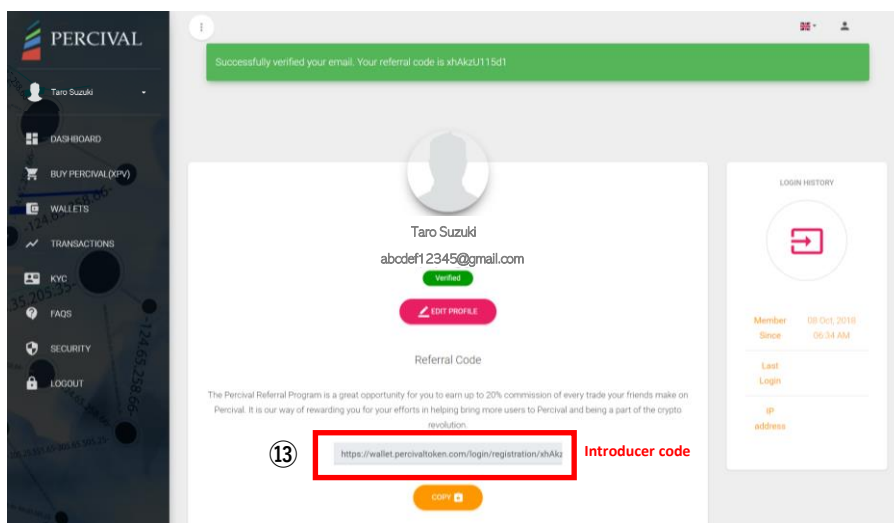 PERCIVAL
Successfully verified your email. Your referral code is xhAkzU115d1
Taro Suzuki
DASHBOARD
BUY PERCIVAL(XPV)
WALLETS
TRANSACTIONS
KYC
FAQS
SECURITY
LOGOUT
Taro Suzuki
abcdef12345@gmail.com
Verified
EDIT PROFILE
Referral Code
The Percival Referral Program is a great opportunity for you to earn up to 20% commission of every trade your friends make on
Percival. It is our way of rewarding you for your efforts in helping bring more users to Percival and being a part of the crypto
revolution.
⑬
https://wallet.percivaltoken.com/login/registration/xhAkz
Introducer code
COPY
LOGIN HISTORY
Member Since
08 Oct, 2018
06:34 AM
Last
Login
IP
address